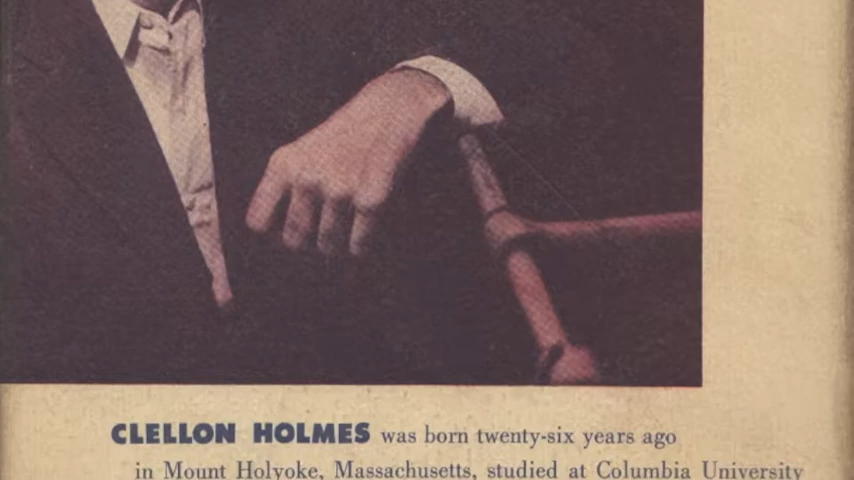 CLELLON HOLMES was born twenty-six years ago
in Mount Holyoke, Massachusetts, studied at Columbia University